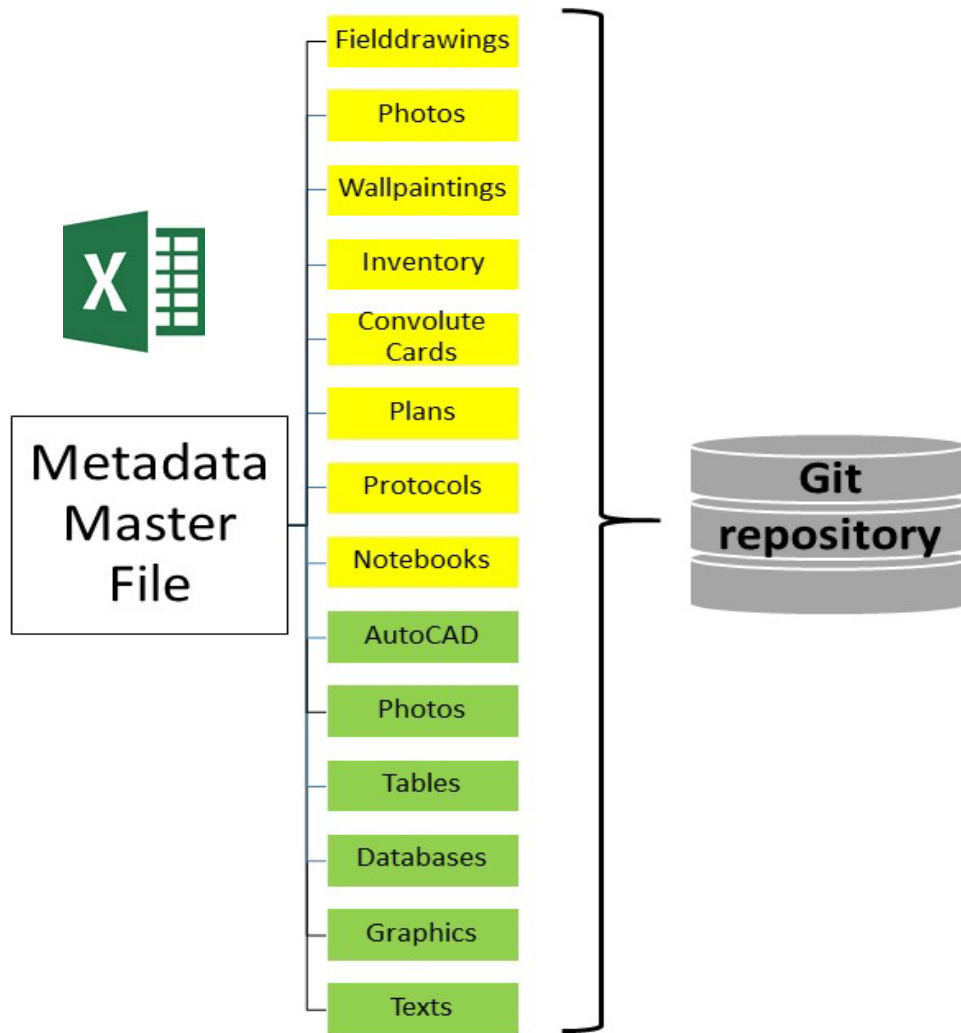 Fielddrawings
Photos
Wallpaintings
X
Inventory
Convolute
Cards
Plans
Metadata
Master
File
Protocols
Notebooks
AutoCAD
Photos
Tables
Databases
Graphics
Texts
Git
repository